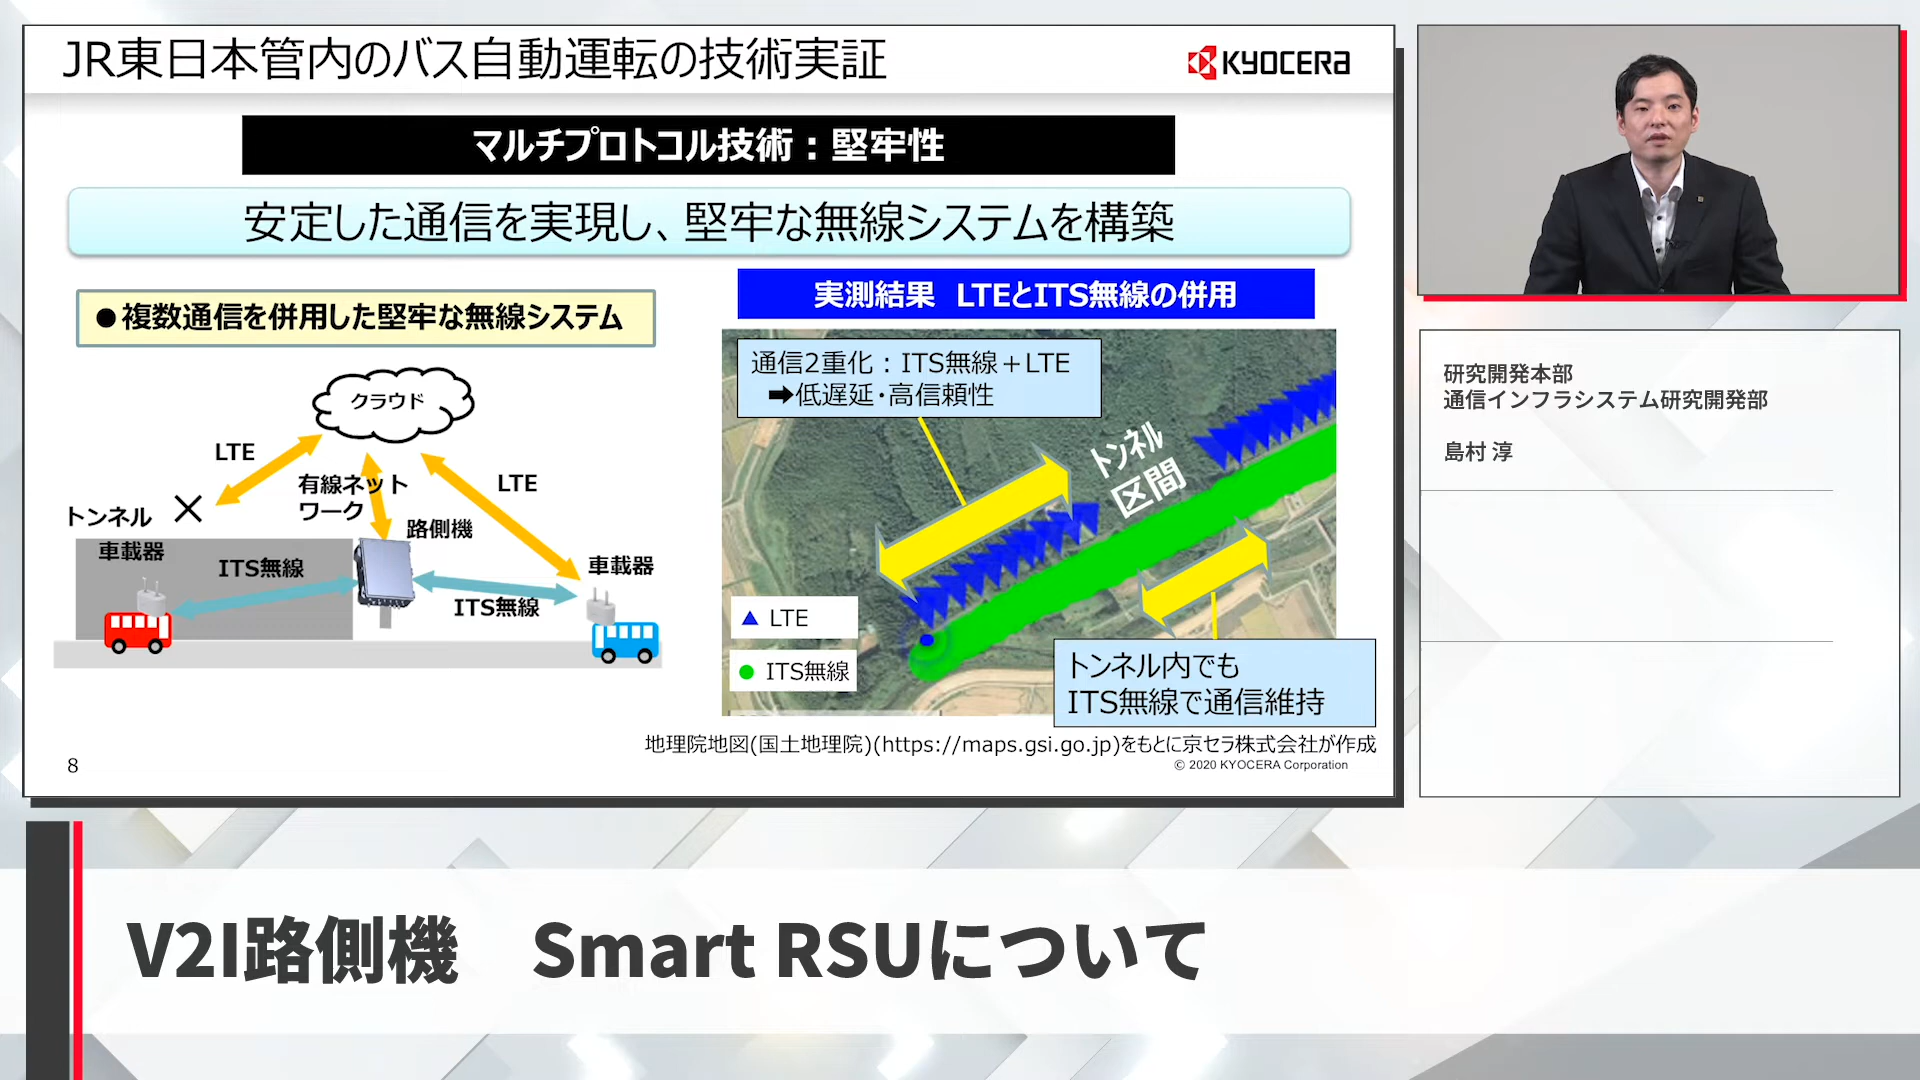 JR東日本管内のバス自動運転の技術実証
KYOCERA
マルチプロトコル技術：堅牢性
安定した通信を実現し、堅牢な無線システムを構築
●複数通信を併用した堅牢な無線システム
クラウド
LTE
有線ネット
ワーク
LTE
トンネル
路側機
車載器
ITS無線
車載器
ITS無線
実測結果　LTEとITS無線の併用
通信2重化：ITS無線＋LTE
➡低遅延･高信頼性
トンネル
区間
LTE
ITS無線
トンネル内でも
ITS無線で通信維持
地理院地図(国土地理院)(https://maps.gsi.go.jp)をもとに京セラ株式会社が作成
8
© 2020 KYOCERA Corporation
研究開発本部
通信インフラシステム研究開発部
島村 淳
V2I路側機　Smart RSUについて